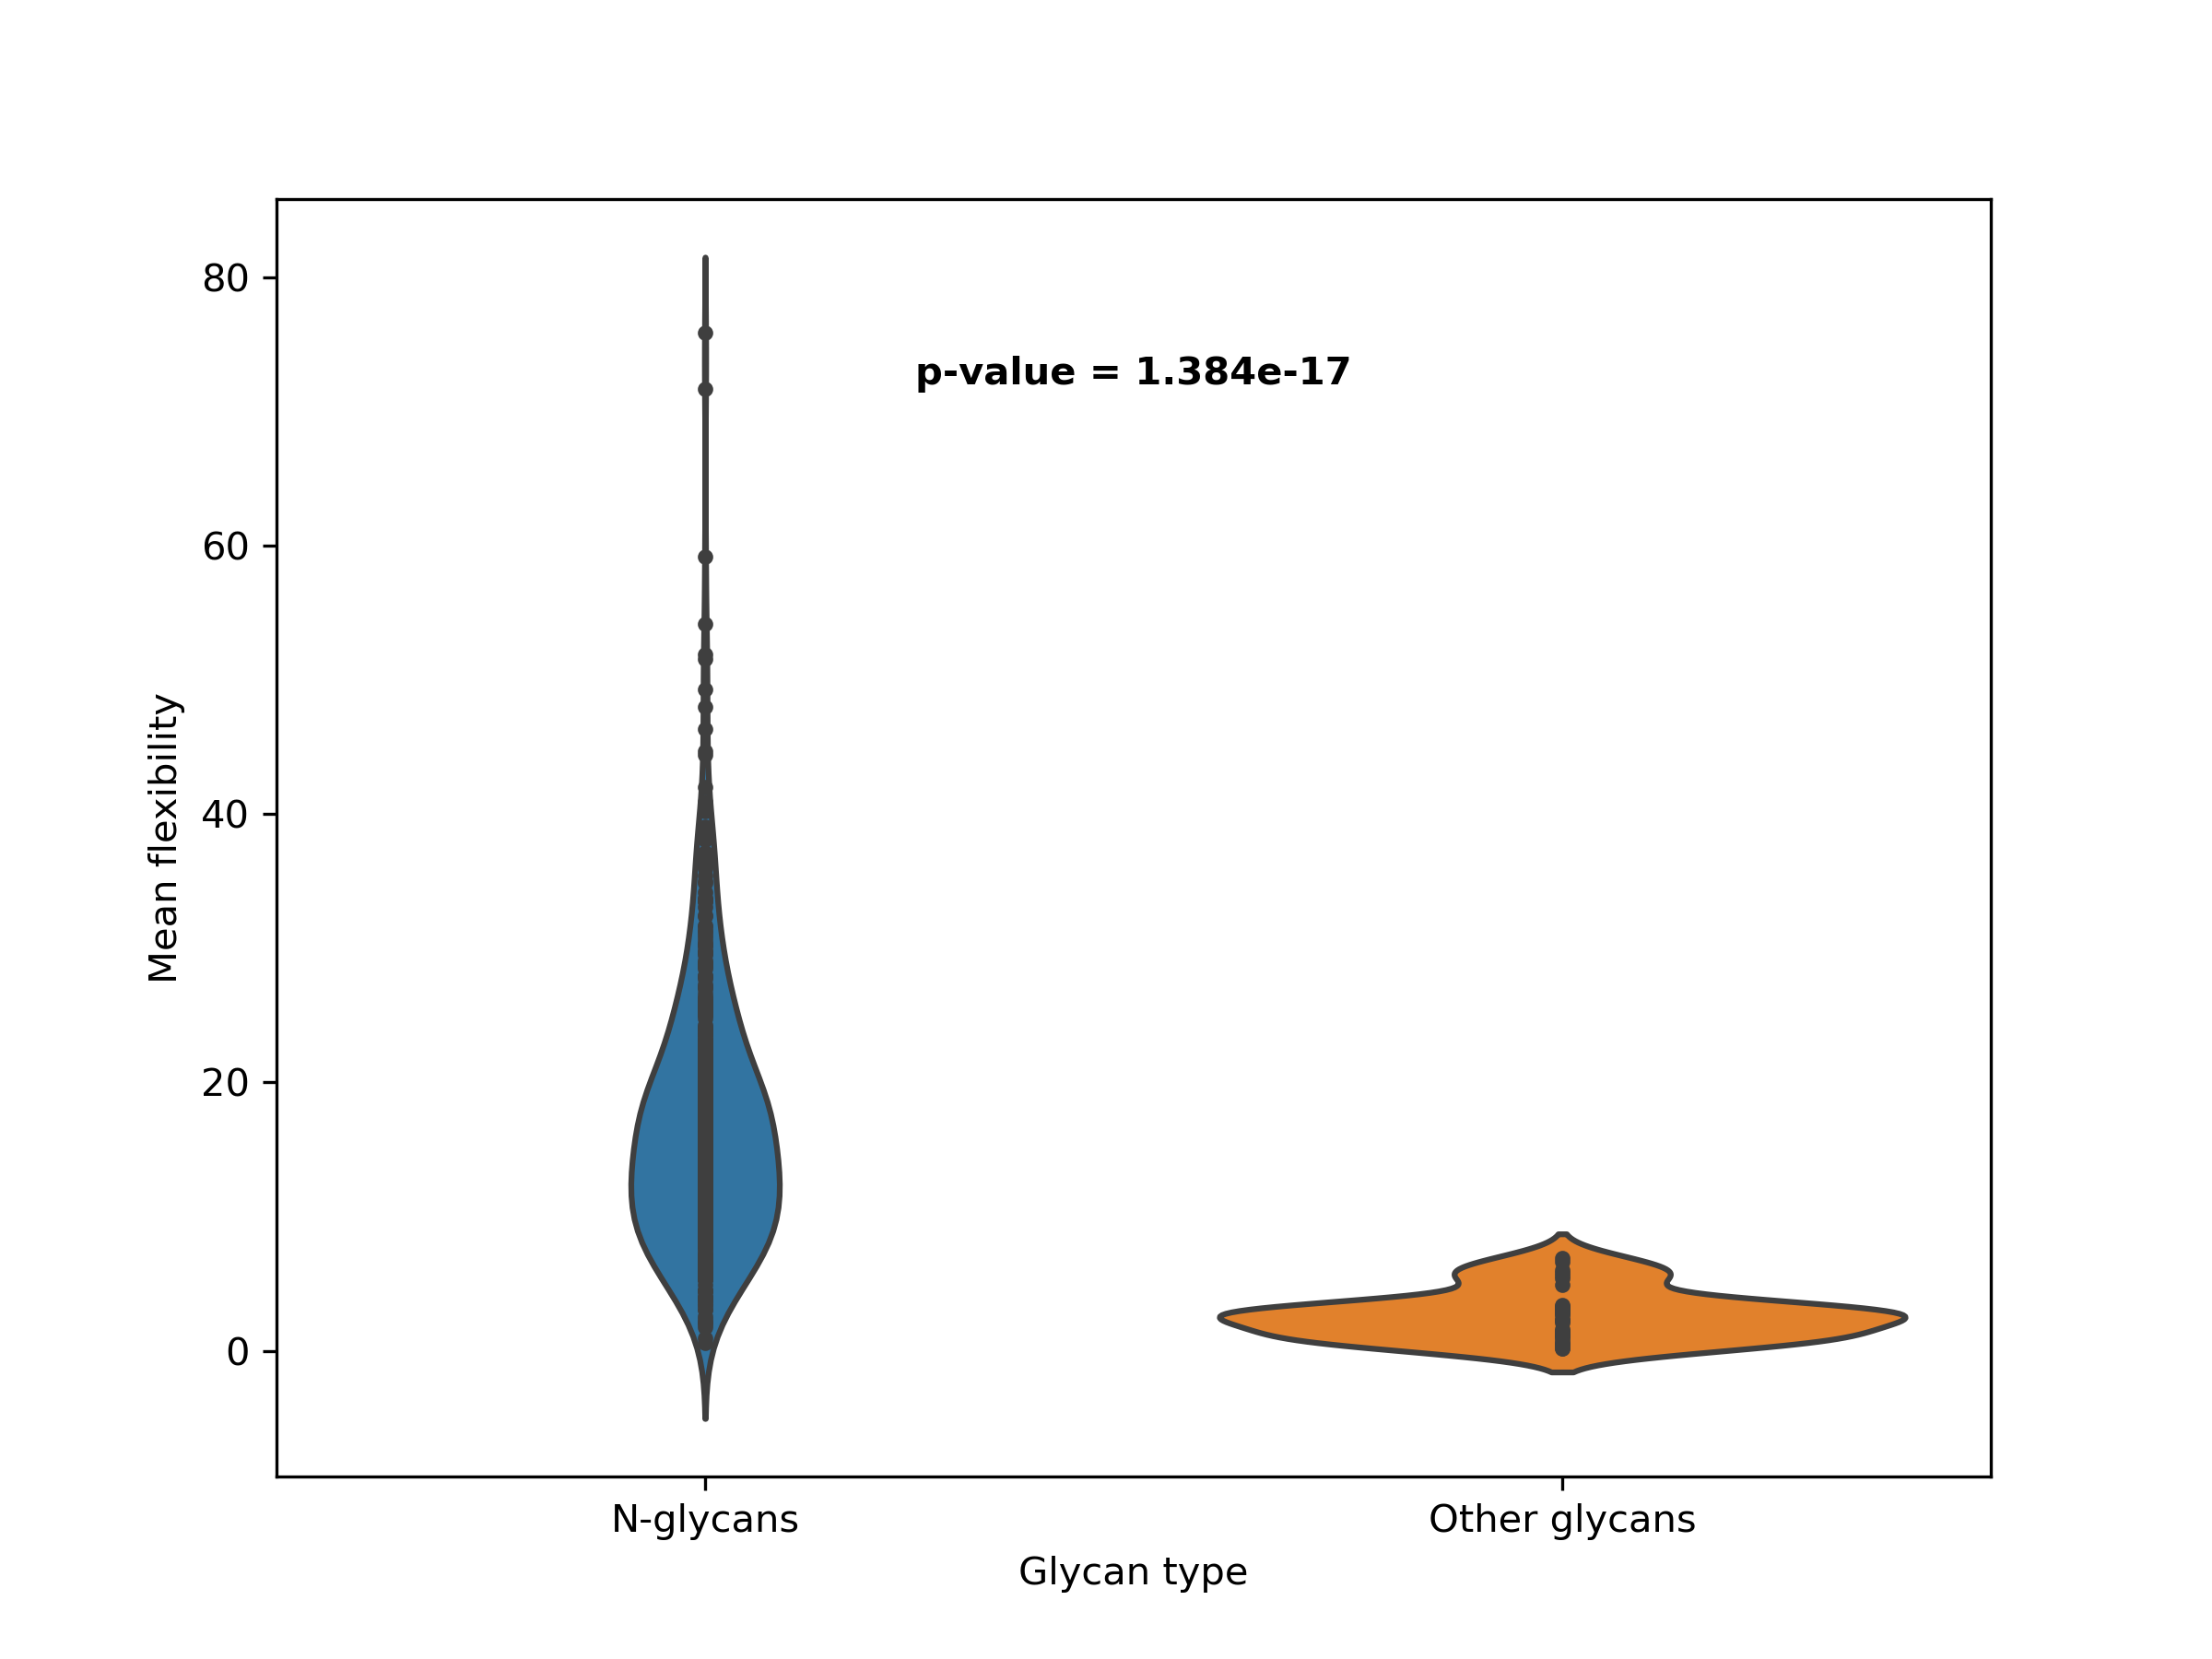 80
60
40
20
0
Mean flexibility
p-value = 1.384e-17
N-glycans
Other glycans
Glycan type